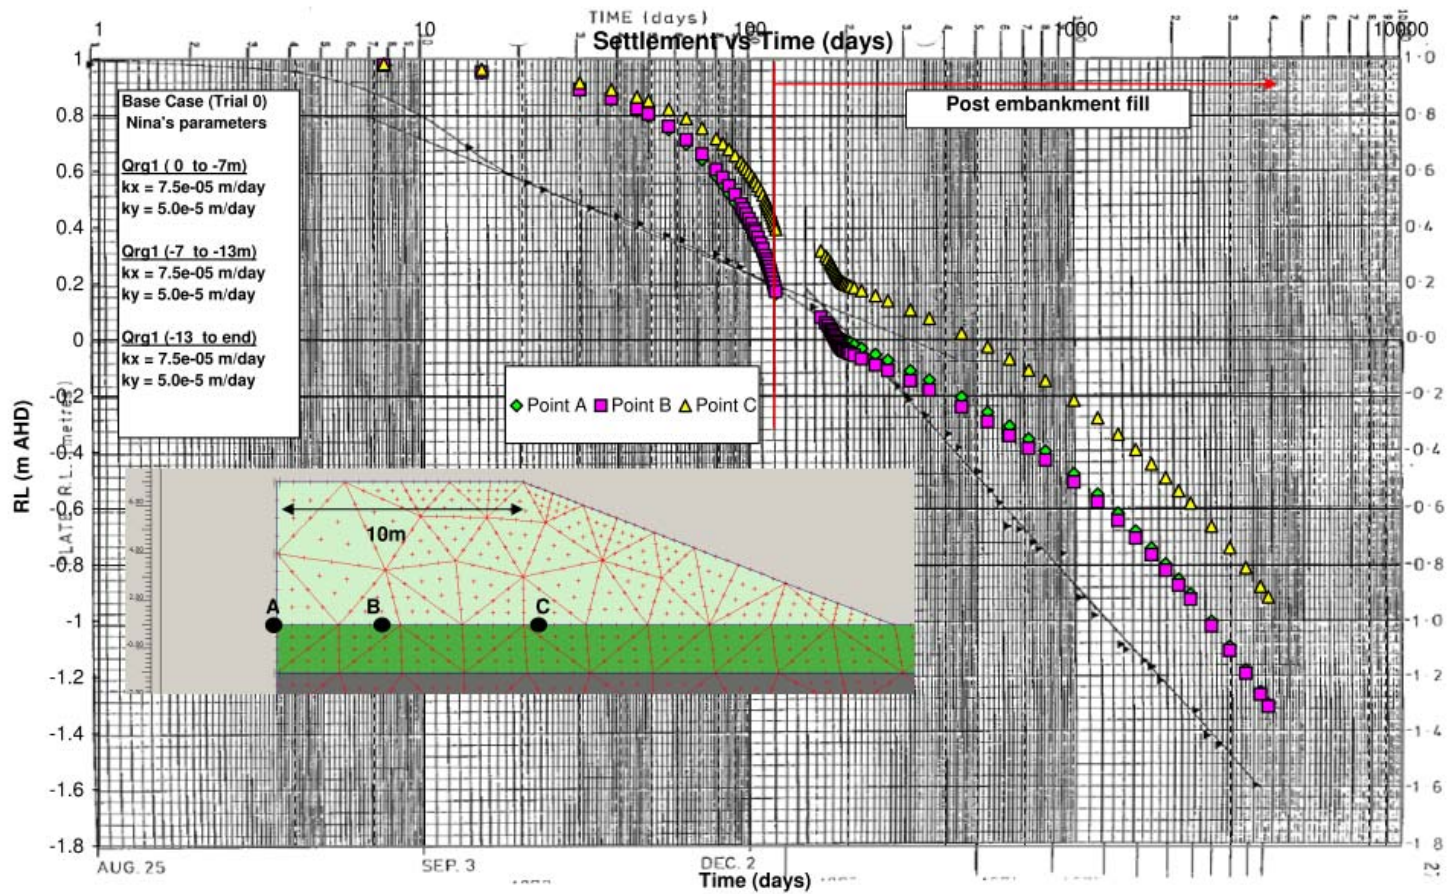 TIME (days)
1 10 100 1000 10000
Settlement vs Time (days)
Base Case (Trial 0)
Nina's parameters
Qrg1 ( 0 to -7m)
kx = 7.5e-05 m/day
ky = 5.0e-5 m/day
Qrg1 (-7 to -13m)
kx = 7.5e-05 m/day
ky = 5.0e-5 m/day
Qrg1 (-13 to end)
kx = 7.5e-05 m/day
ky = 5.0e-5 m/day
Post embankment fill
Point A Point B Point C
10m
A B C
RL (m AHD)
PLATE R.L. (metres)
1
0.8
0.6
0.4
0.2
0
-0.2
-0.4
-0.6
-0.8
-1
-1.2
-1.4
-1.6
-1.8
1·0
0·8
0·6
0·4
0·2
0·0
-0·2
-0·4
-0·6
-0·8
-1·0
-1·2
-1·4
-1 6
-1 8
AUG. 25 SEP. 3 DEC. 2
Time (days)